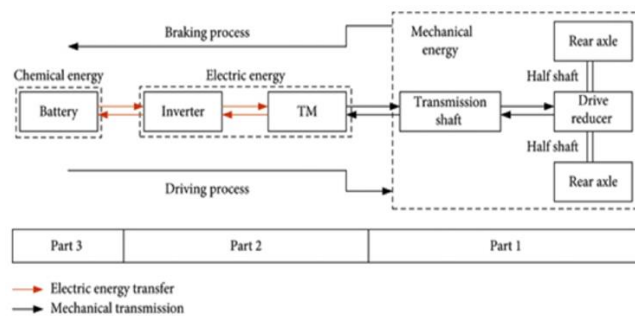 Braking process
Mechanical
energy
Rear axle
Chemical energy
Electric energy
Half shaft
Battery
Inverter
TM
Transmission
shaft
Drive
reducer
Half shaft
Driving process
Rear axle
Part 3
Part 2
Part 1
Electric energy transfer
Mechanical transmission